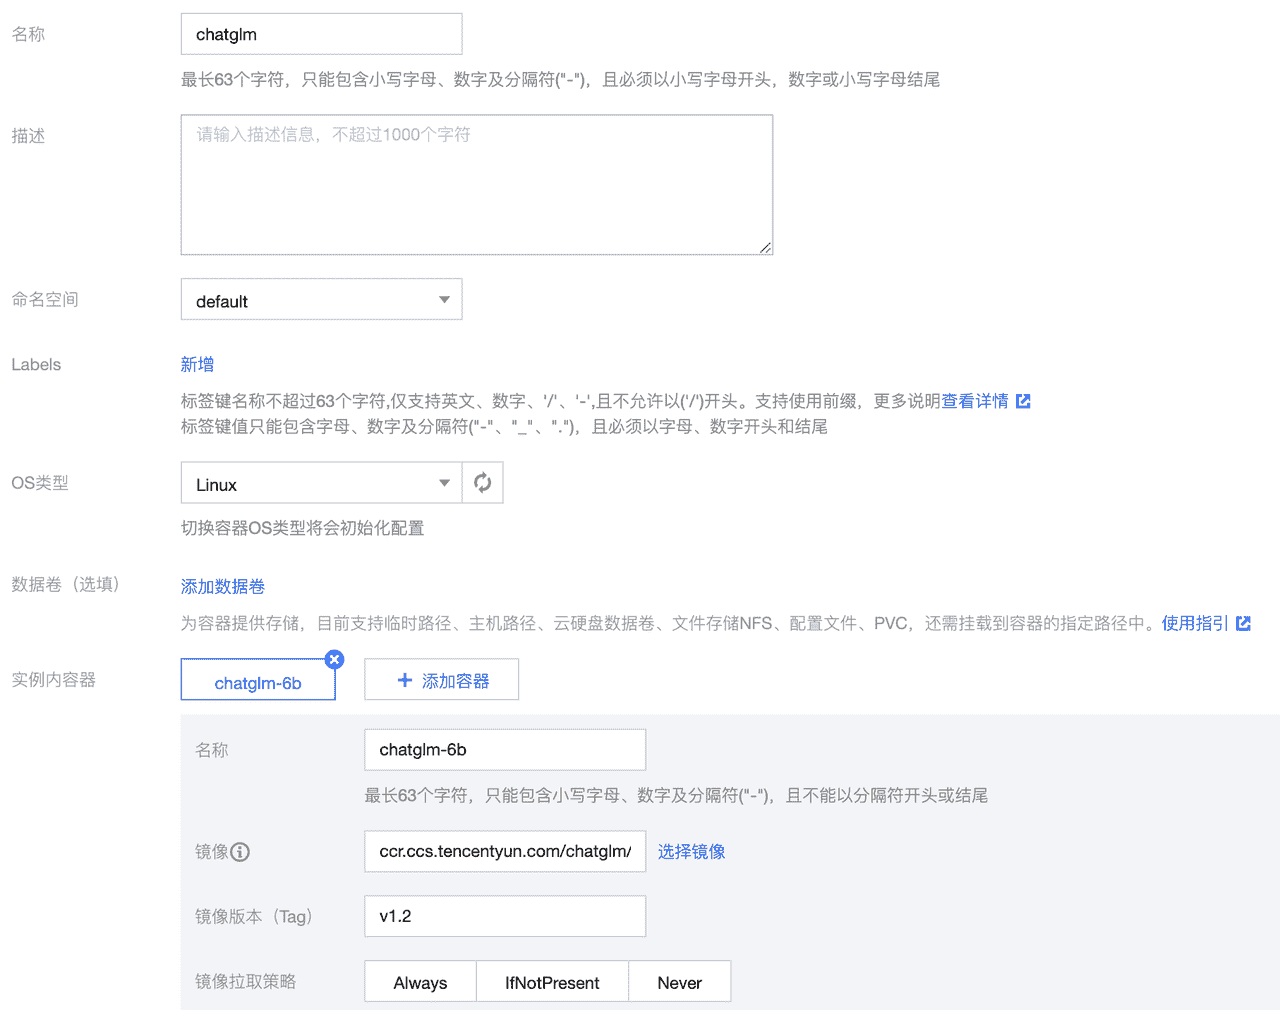 名称
chatglm
最长63个字符，只能包含小写字母、数字及分隔符("-")，且必须以小写字母开头，数字或小写字母结尾
描述
请输入描述信息，不超过1000个字符
命名空间
default
Labels
新增
标签键名称不超过63个字符,仅支持英文、数字、'/'、'-',且不允许以('/')开头。支持使用前缀，更多说明查看详情
标签键值只能包含字母、数字及分隔符("-"、"_"、".")，且必须以字母、数字开头和结尾
OS类型
Linux
切换容器OS类型将会初始化配置
数据卷（选填）
添加数据卷
为容器提供存储，目前支持临时路径、主机路径、云硬盘数据卷、文件存储NFS、配置文件、PVC，还需挂载到容器的指定路径中。使用指引
实例内容器
chatglm-6b
添加容器
名称
chatglm-6b
最长63个字符，只能包含小写字母、数字及分隔符("-")，且不能以分隔符开头或结尾
镜像
ccr.ccs.tencentyun.com/chatglm/
选择镜像
镜像版本（Tag）
v1.2
镜像拉取策略
Always
IfNotPresent
Never